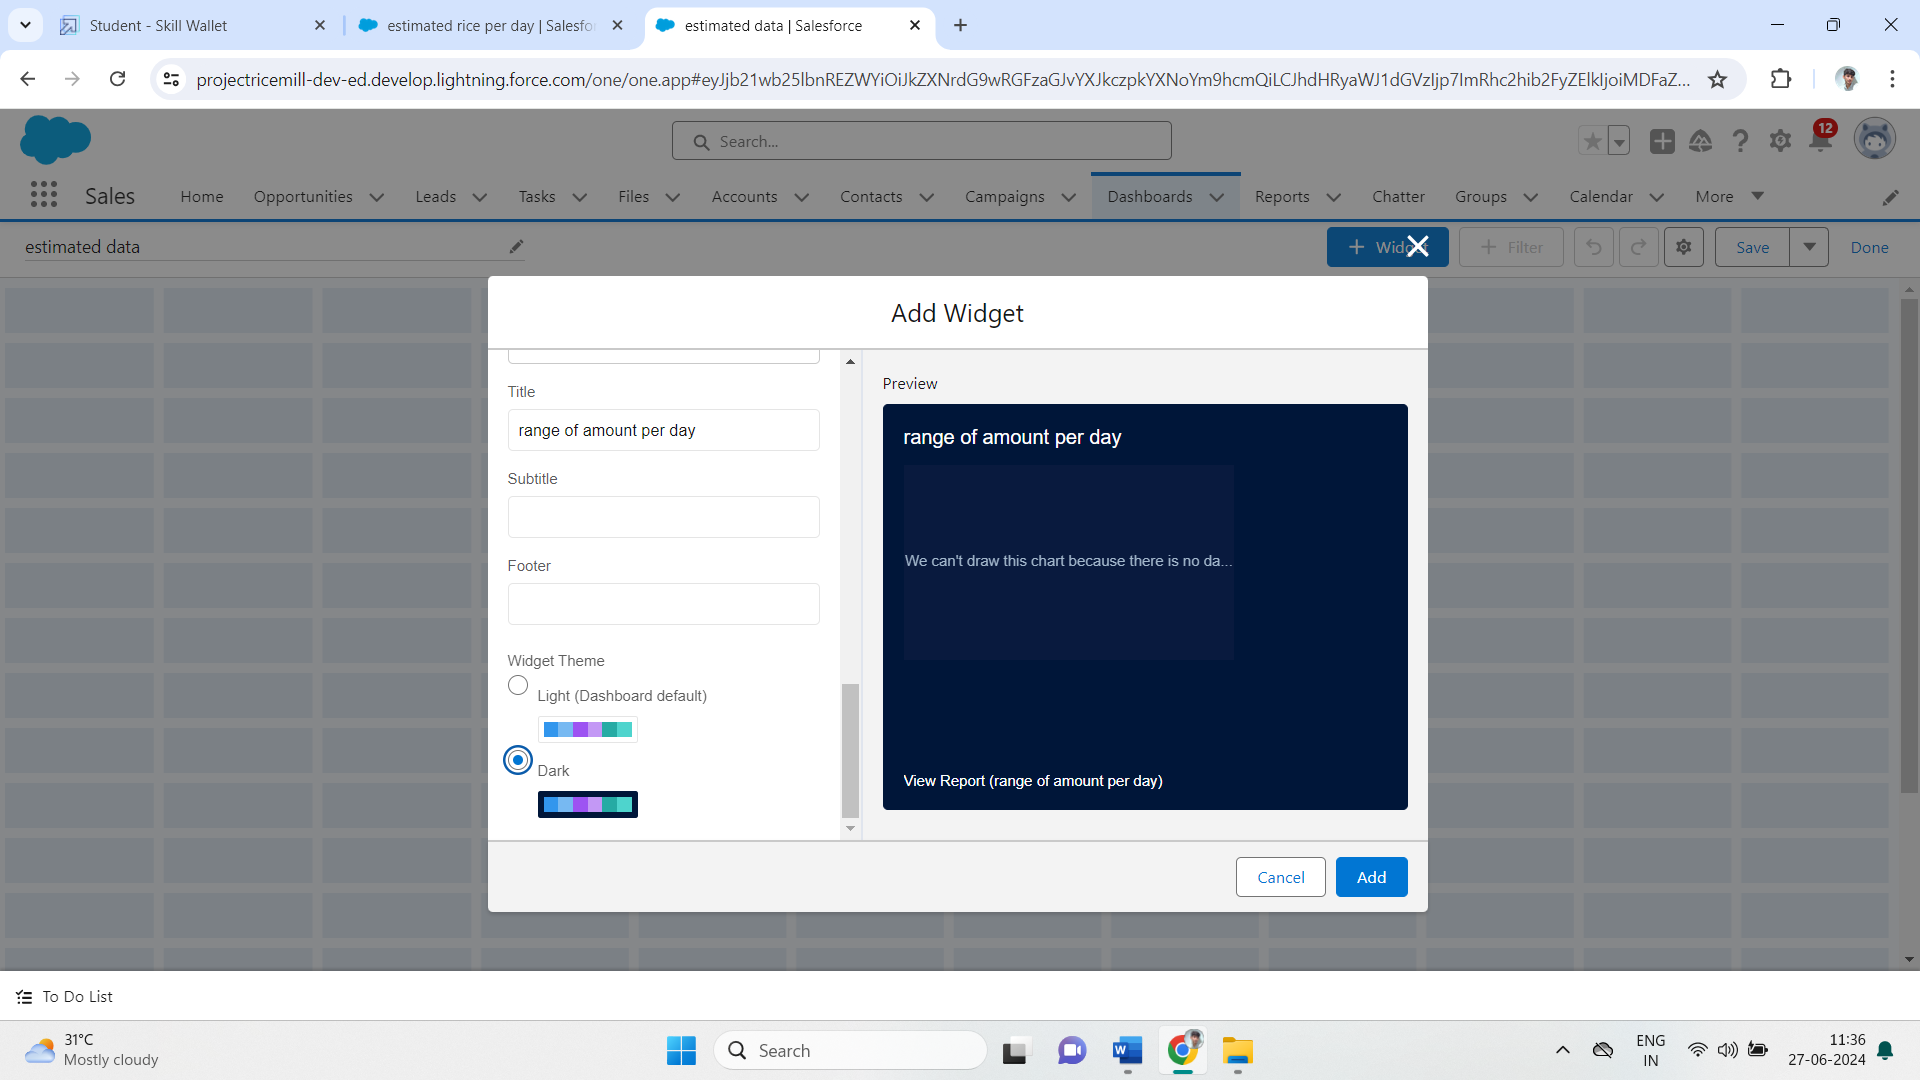 Student - Skill Wallet
estimated rice per day | Salesfo
estimated data | Salesforce
projectricemill-dev-ed.develop.lightning.force.com/one/one.app#eyJjb21wb25lbnREZWYiOiJkZXNrdG9wRGFzaGJvYXJkczpkYXNoYm9hcmQiLCJhdHRyaWJ1dGVzIjp7ImRhc2hib2FyZElkIjoiMDFaZ...
Search...
12
Sales
Home
Opportunities
Leads
Tasks
Files
Accounts
Contacts
Campaigns
Dashboards
Reports
Chatter
Groups
Calendar
More
estimated data
Widget
Filter
Save
Done
Add Widget
Title
range of amount per day
Subtitle
Footer
Widget Theme
Light (Dashboard default)
Dark
Preview
range of amount per day
We can't draw this chart because there is no da...
View Report (range of amount per day)
Cancel
Add
To Do List
31°C
Mostly cloudy
Search
ENG
IN
11:36
27-06-2024